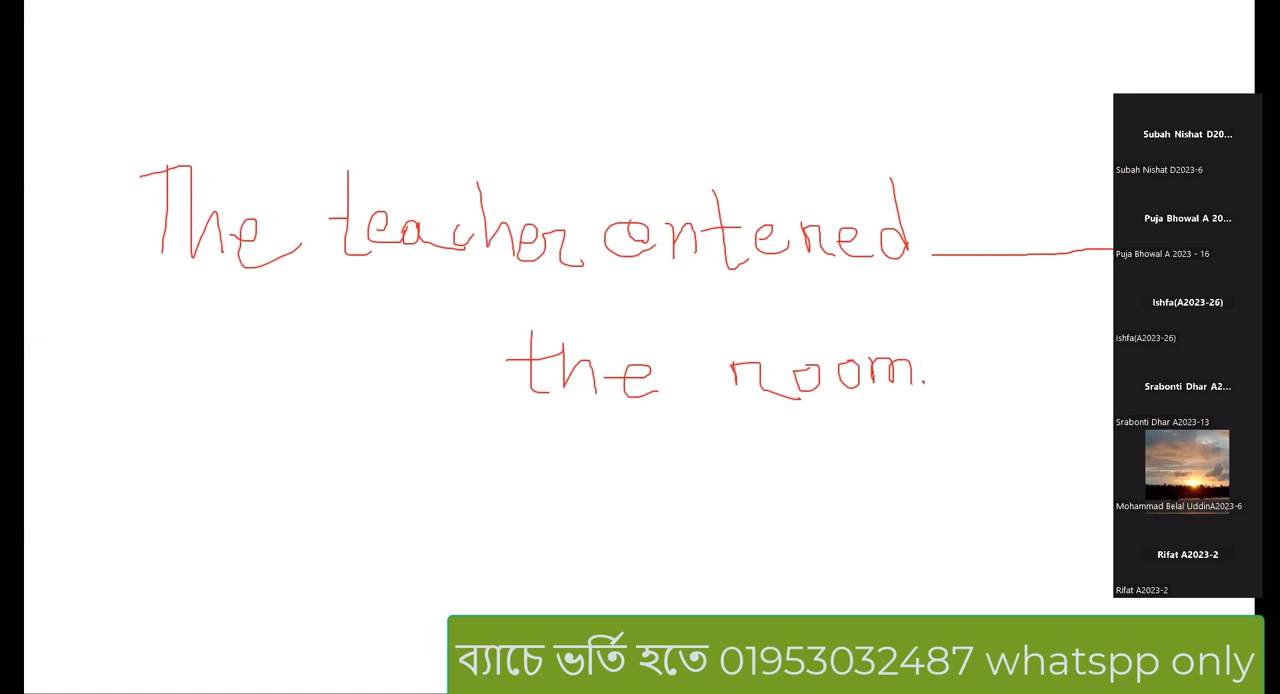 The teacher entered ______
the room.
Subah Nishat D20...
Subah Nishat D2023-6
Puja Bhowal A 20...
Puja Bhowal A 2023 - 16
Ishfa(A2023-26)
Ishfa(A2023-26)
Srabonti Dhar A2...
Srabonti Dhar A2023-13
Mohammad Belal UddinA2023-6
Rifat A2023-2
Rifat A2023-2
ব্যাচে ভর্তি হতে 01953032487 whatspp only